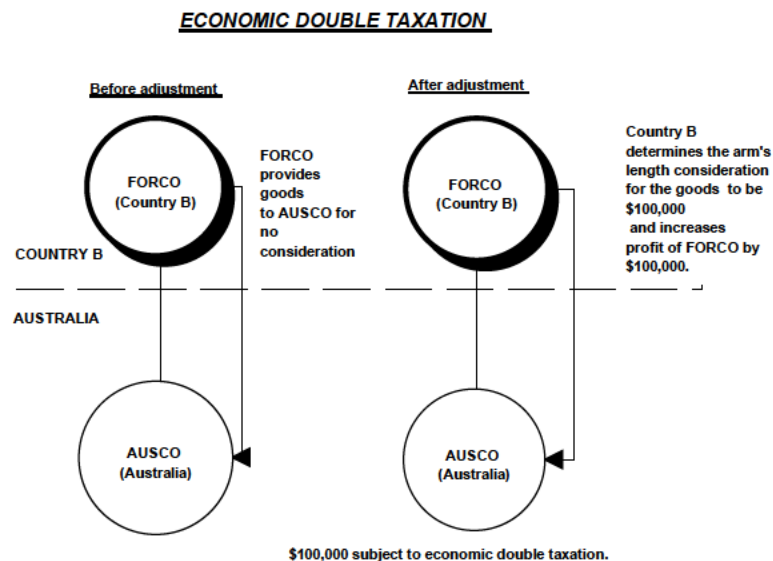 ECONOMIC DOUBLE TAXATION
Before adjustment
FORCO
(Country B)
FORCO
provides
goods
to AUSCO for
no
consideration
After adjustment
FORCO
(Country B)
Country B
determines the arm's
length consideration
for the goods to be
$100,000
and increases
profit of FORCO by
$100,000.
COUNTRY B
AUSTRALIA
AUSCO
(Australia)
AUSCO
(Australia)
$100,000 subject to economic double taxation.